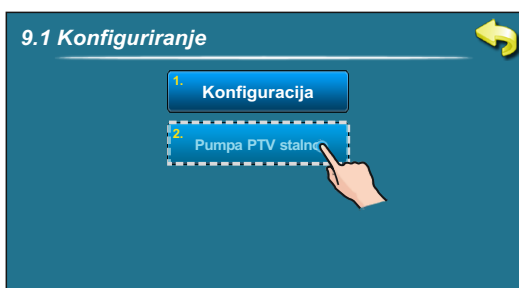 9.1 Konfiguriranje
1.
Konfiguracija
2.
Pumpa PTV stalno